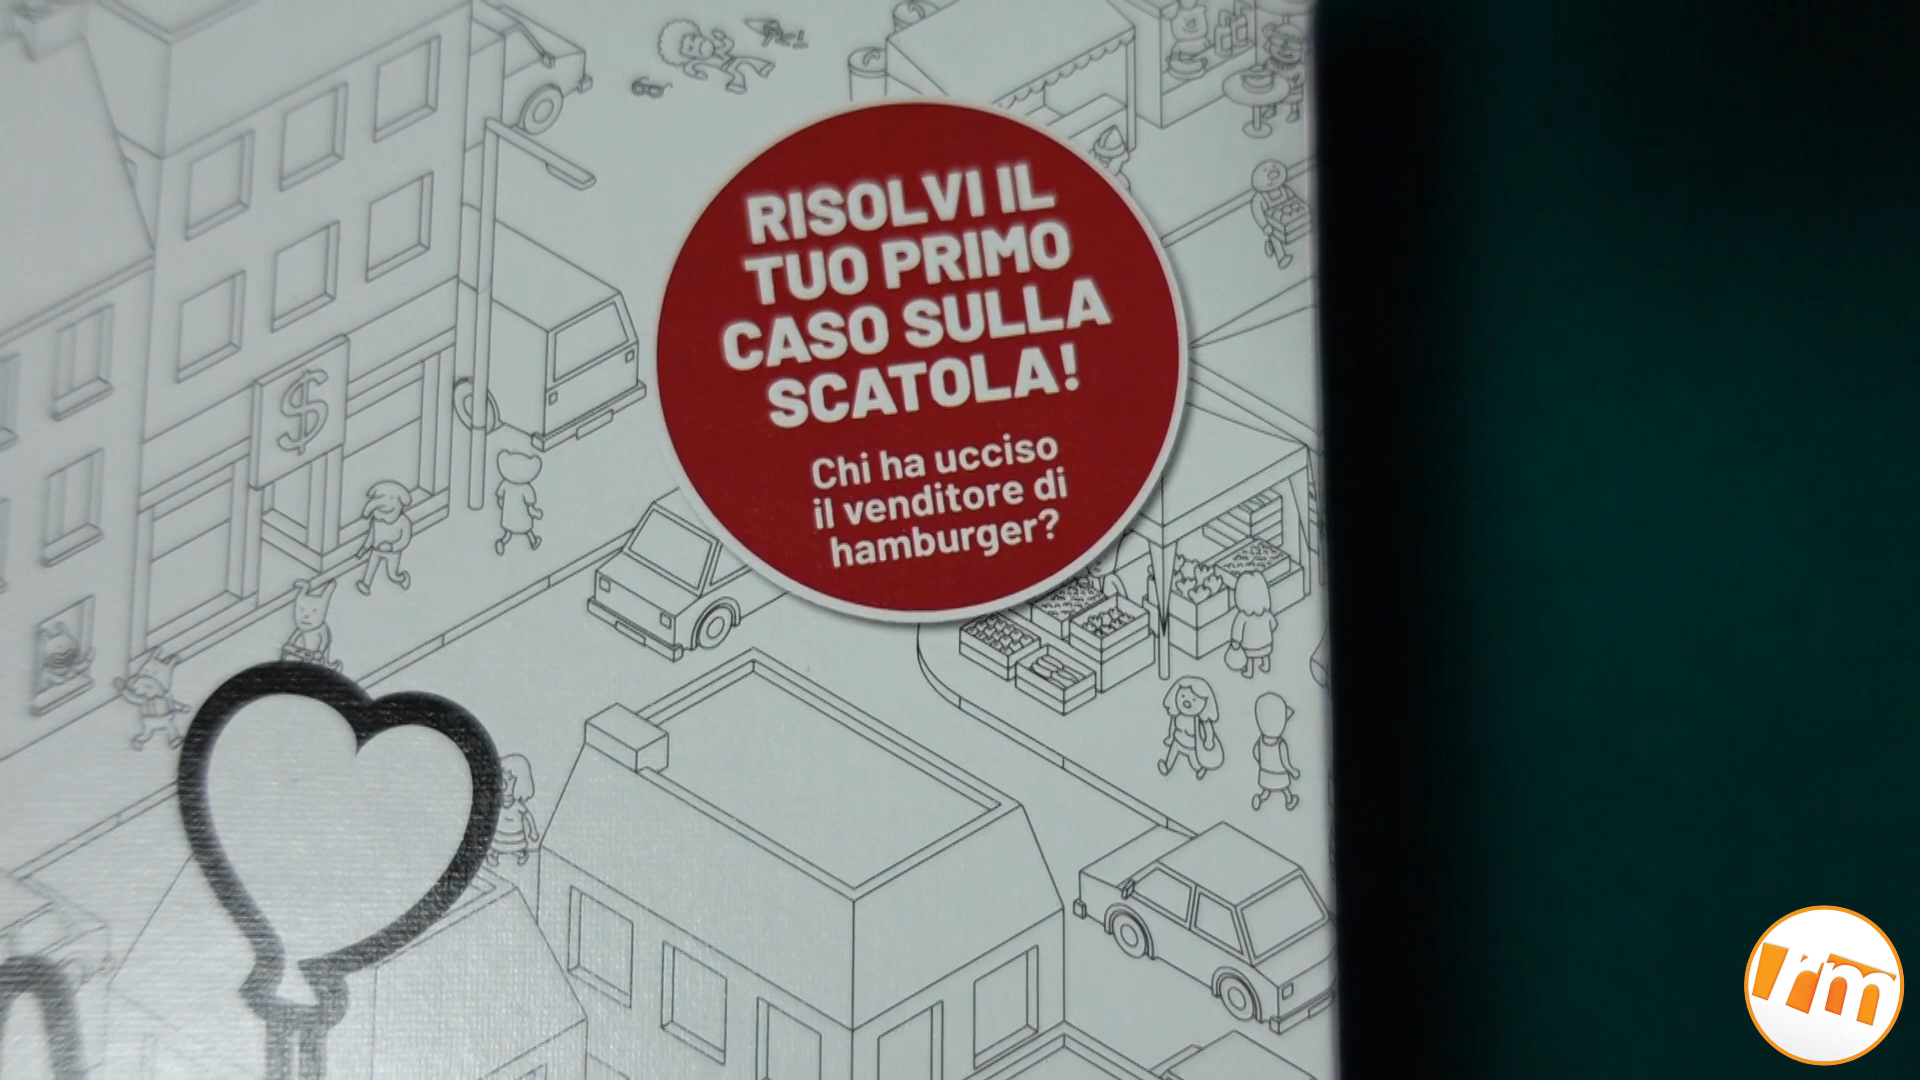 RISOLVI IL
TUO PRIMO
CASO SULLA
SCATOLA!
Chi ha ucciso
il venditore di
hamburger?
$